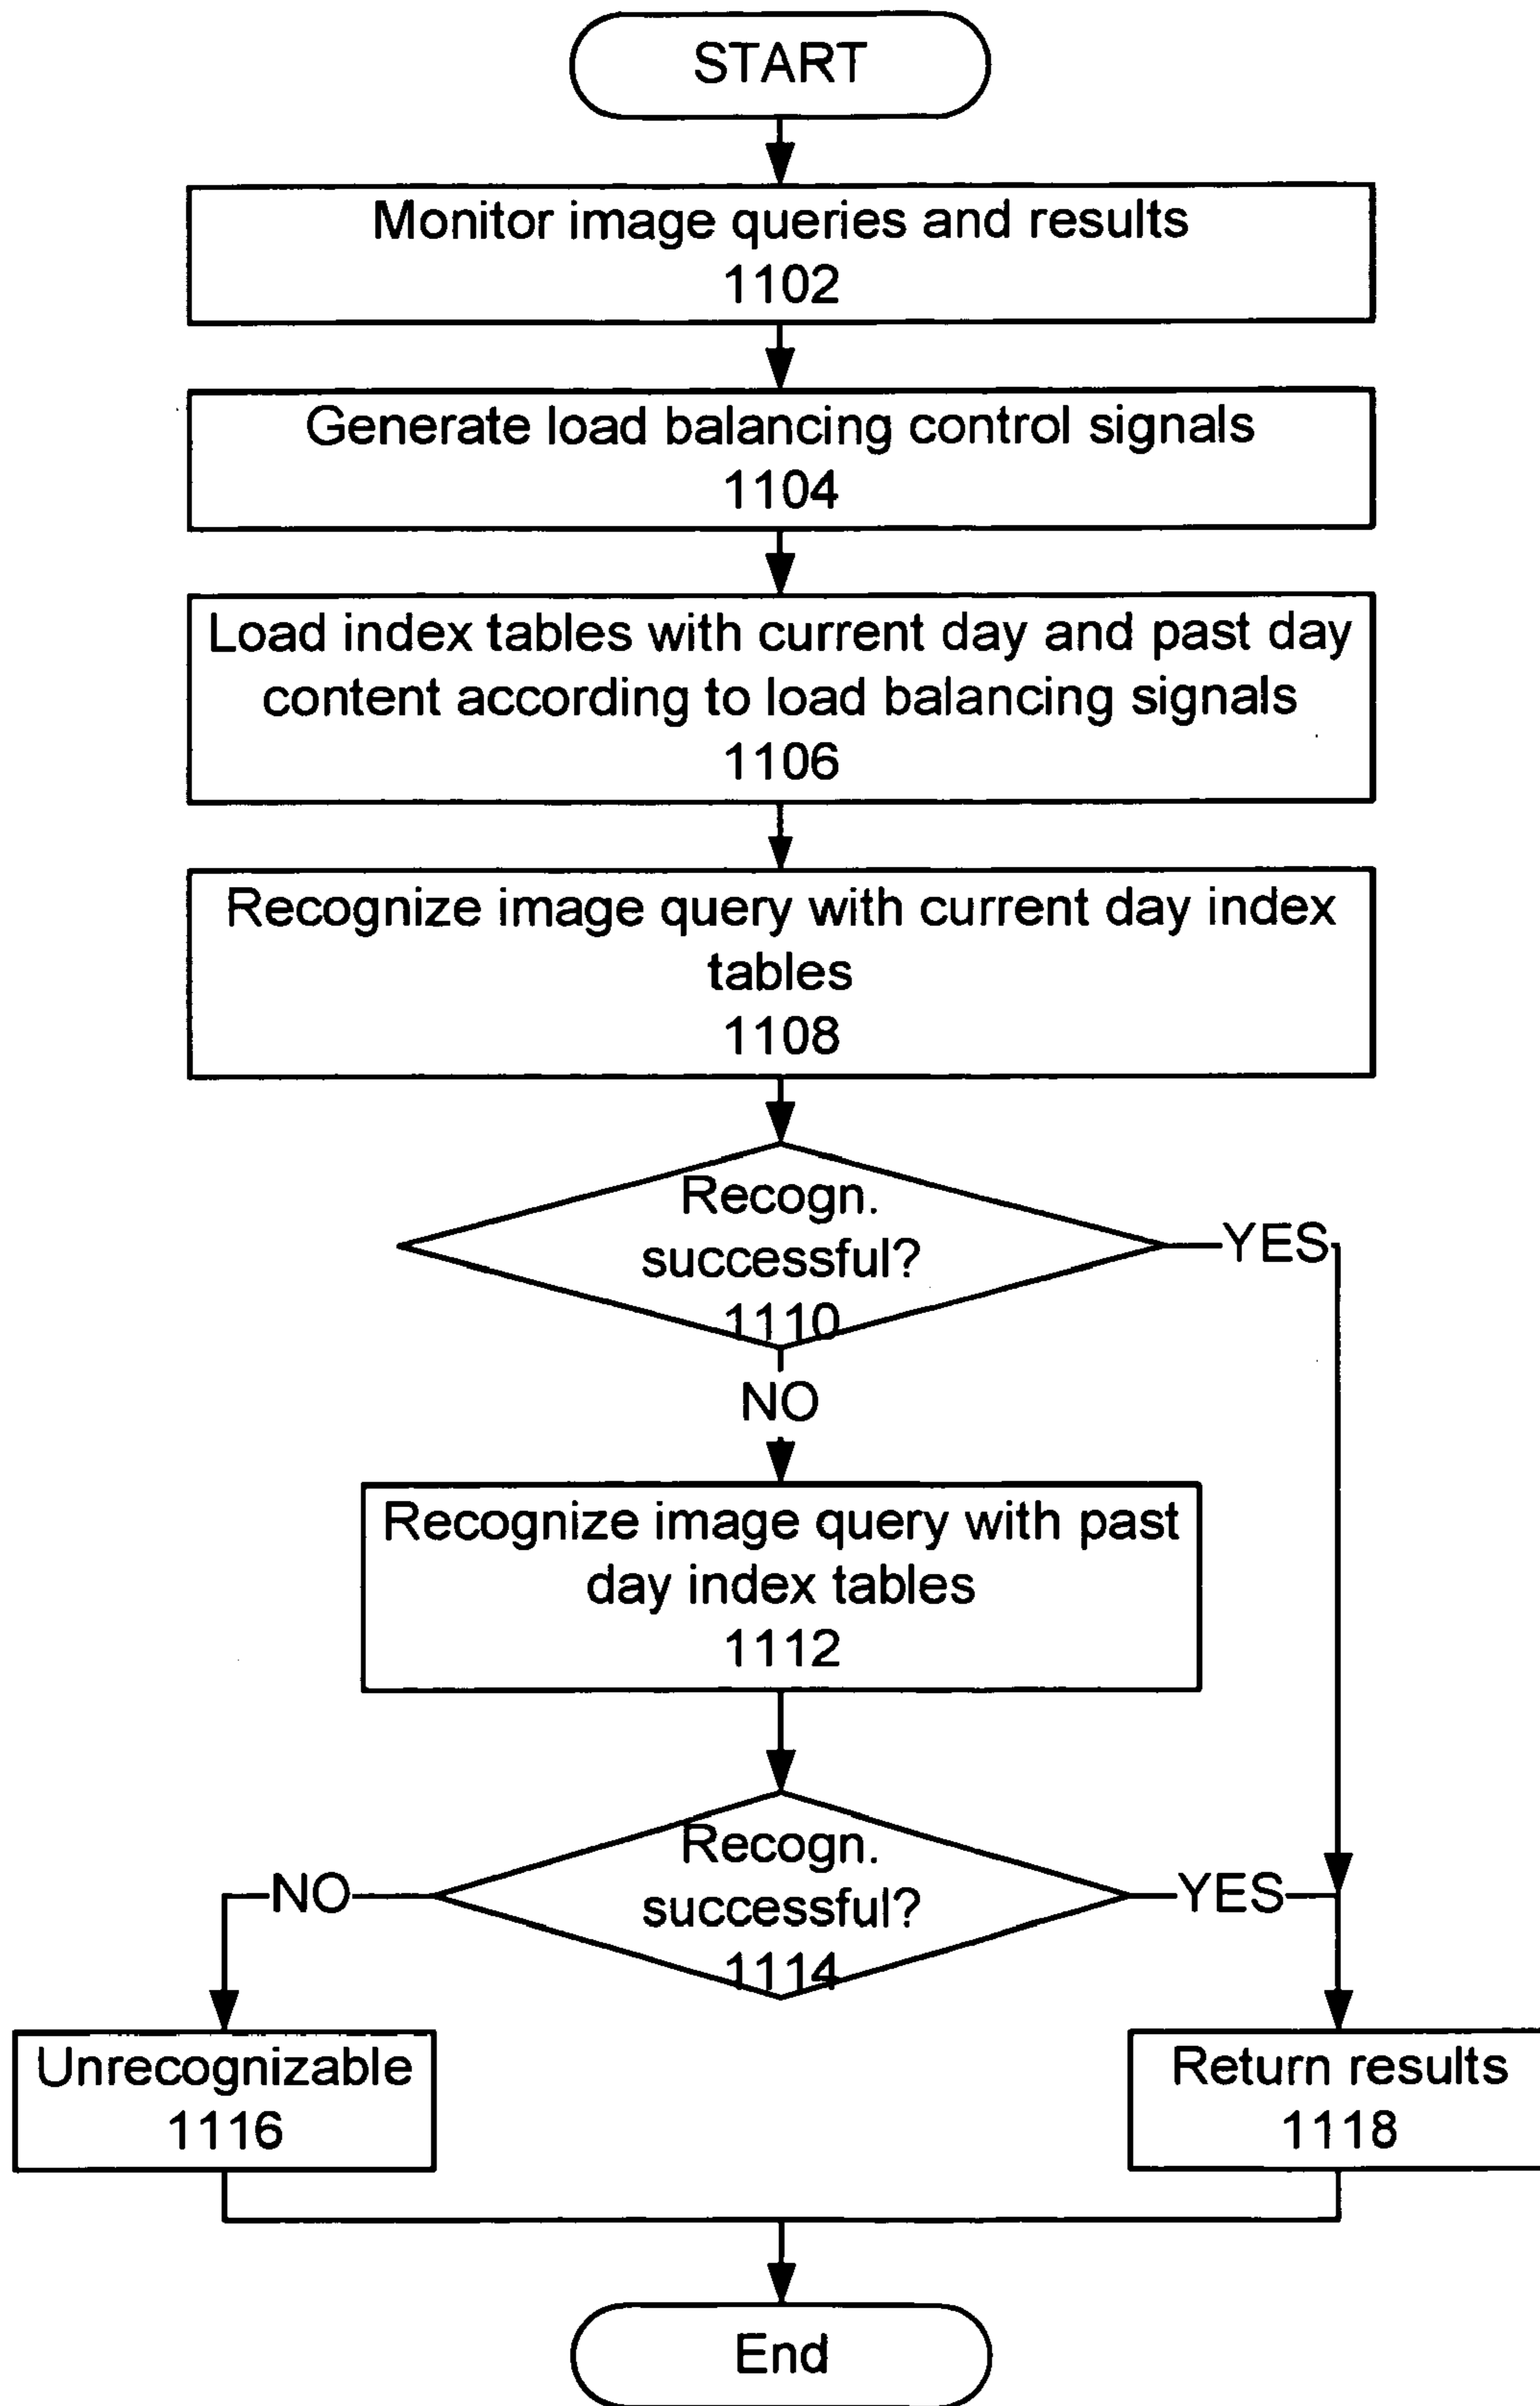 START
Monitor image queries and results
1102
Generate load balancing control signals
1104
Load index tables with current day and past day
content according to load balancing signals
1106
Recognize image query with current day index
tables
1108
Recogn.
successful?
1110
YES
NO
Recognize image query with past
day index tables
1112
Recogn.
successful?
1114
NO
YES
Unrecognizable
1116
Return results
1118
End